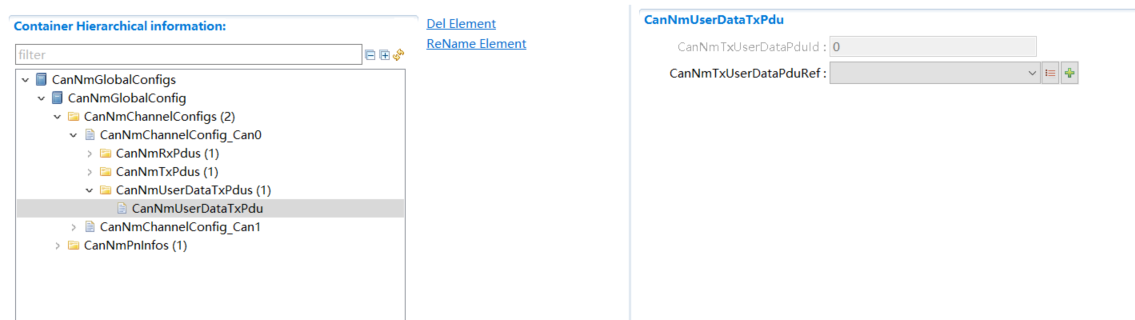 Container Hierarchical information:
filter
CanNmGlobalConfigs
CanNmGlobalConfig
CanNmChannelConfigs (2)
CanNmChannelConfig_Can0
CanNmRxPdus (1)
CanNmTxPdus (1)
CanNmUserDataTxPdus (1)
CanNmUserDataTxPdu
CanNmChannelConfig_Can1
CanNmPnInfos (1)
Del Element
ReName Element
CanNmUserDataTxPdu
CanNmTxUserDataPduId : 0
CanNmTxUserDataPduRef :